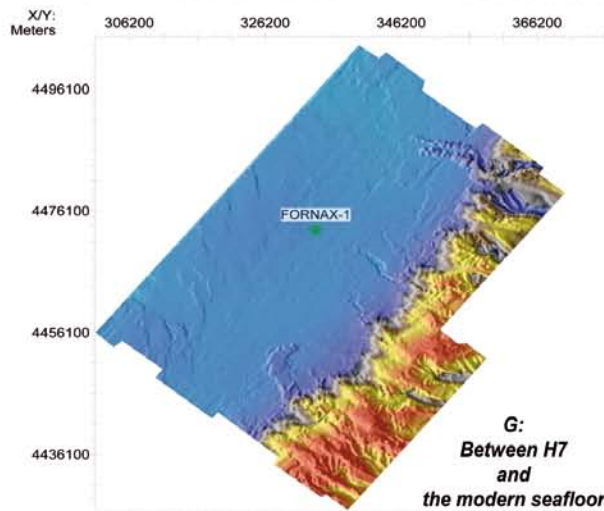 X/Y:
Meters
306200 326200 346200 366200
4496100
4476100
FORNAX-1
4456100
4436100
G:
Between H7
and
the modern seafloor